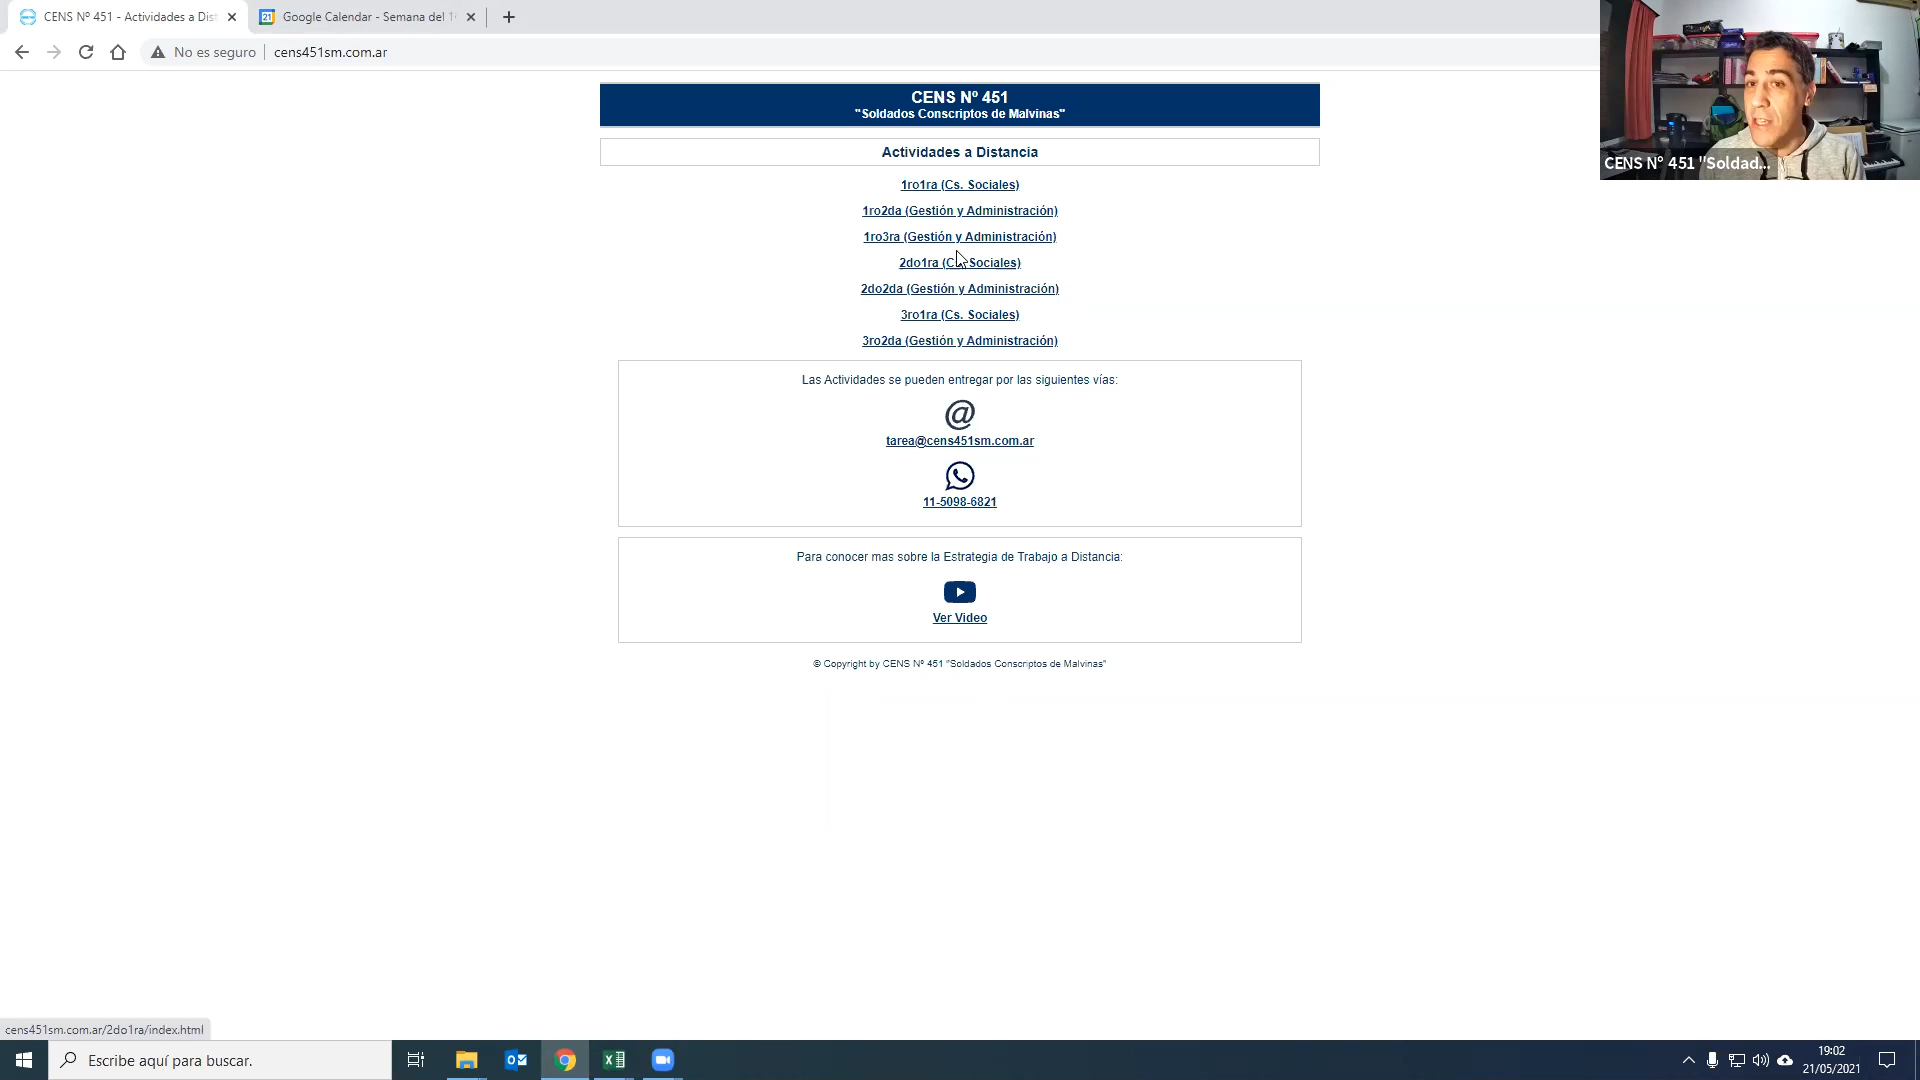 CENS Nº 451 - Actividades a Dis
Google Calendar - Semana del 1
No es seguro
cens451sm.com.ar
CENS Nº 451
"Soldados Conscriptos de Malvinas"
Actividades a Distancia
1ro1ra (Cs. Sociales)
1ro2da (Gestión y Administración)
1ro3ra (Gestión y Administración)
2do1ra (C Sociales)
2do2da (Gestión y Administración)
3ro1ra (Cs. Sociales)
3ro2da (Gestión y Administración)
Las Actividades se pueden entregar por las siguientes vías:
@
tarea@cens451sm.com.ar
11-5098-6821
Para conocer mas sobre la Estrategia de Trabajo a Distancia:
Ver Video
© Copyright by CENS Nº 451 "Soldados Conscriptos de Malvinas"
CENS Nº 451 "Soldad...
cens451sm.com.ar/2do1ra/index.html
Escribe aquí para buscar.
19:02
21/05/2021